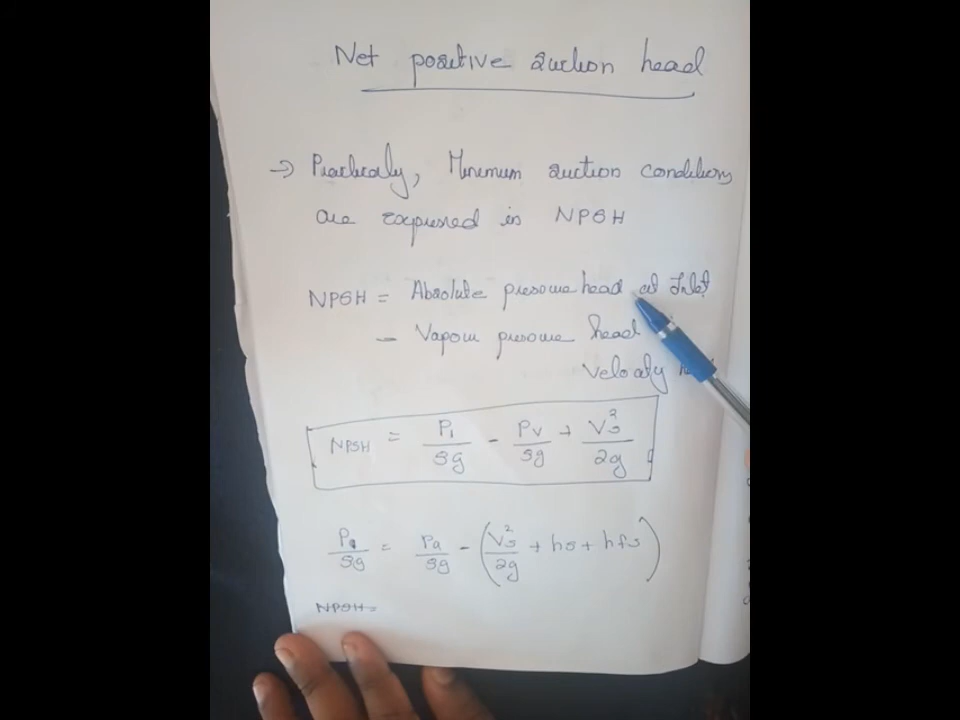 Net positive suction head
→ Practically, Minimum suction conditions
are expressed in NPSH
NPSH = Absolute pressure head at Inlet
- Vapour pressure head
Velocity
NPSH = P₁/ρg - Pv/ρg + Vs²/2g
P₁/ρg = Pa/ρg - (Vs²/2g + hs + hfs)
NPSH =